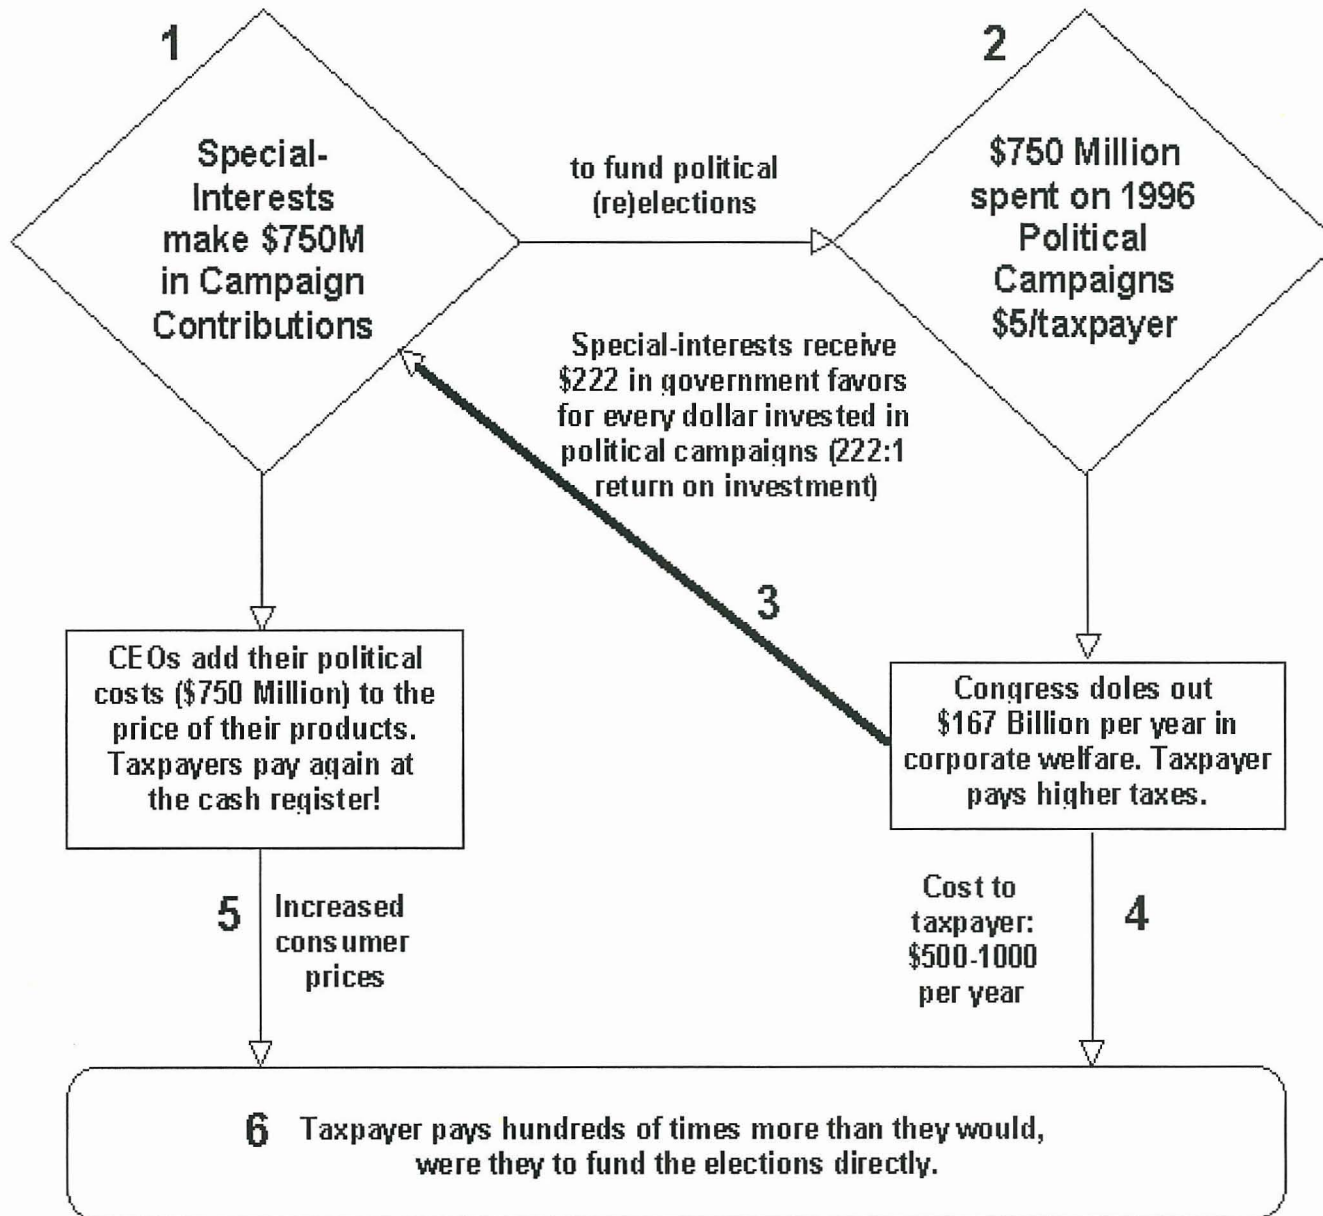 1
Special-
Interests
make $750M
in Campaign
Contributions
to fund political
(re)elections
2
$750 Million
spent on 1996
Political
Campaigns
$5/taxpayer
Special-interests receive
$222 in government favors
for every dollar invested in
political campaigns (222:1
return on investment)
3
CEOs add their political
costs ($750 Million) to the
price of their products.
Taxpayers pay again at
the cash register!
Congress doles out
$167 Billion per year in
corporate welfare. Taxpayer
pays higher taxes.
5
Increased
consumer
prices
Cost to
taxpayer:
$500-1000
per year
4
6 Taxpayer pays hundreds of times more than they would,
were they to fund the elections directly.